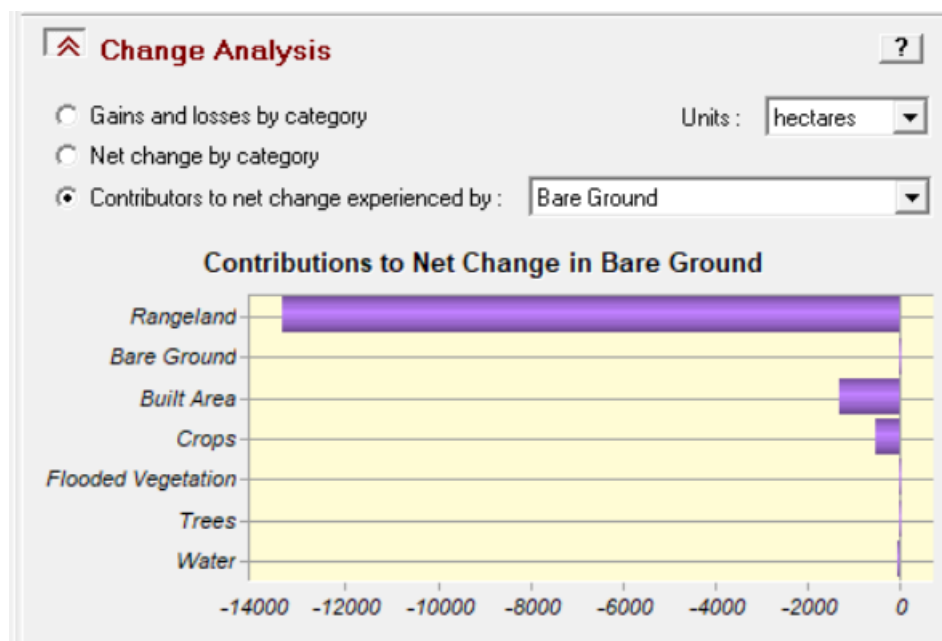 Change Analysis ?
Gains and losses by category Units : hectares
Net change by category
Contributors to net change experienced by : Bare Ground
Contributions to Net Change in Bare Ground
Rangeland
Bare Ground
Built Area
Crops
Flooded Vegetation
Trees
Water
-14000 -12000 -10000 -8000 -6000 -4000 -2000 0